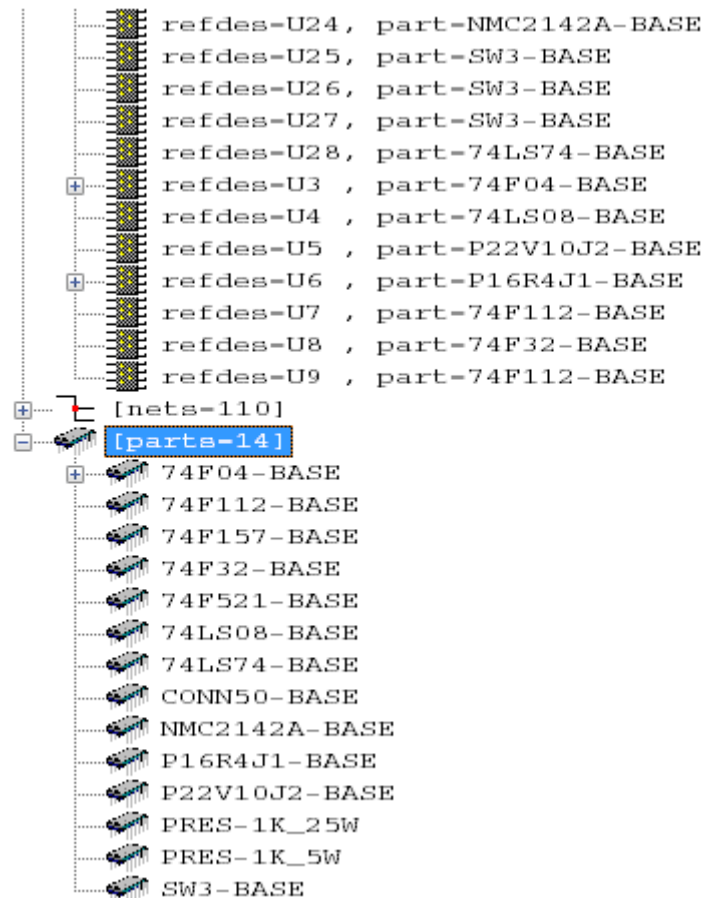 refdes=U24, part=NMC2142A-BASE
refdes=U25, part=SW3-BASE
refdes=U26, part=SW3-BASE
refdes=U27, part=SW3-BASE
refdes=U28, part=74LS74-BASE
refdes=U3 , part=74F04-BASE
refdes=U4 , part=74LS08-BASE
refdes=U5 , part=P22V10J2-BASE
refdes=U6 , part=P16R4J1-BASE
refdes=U7 , part=74F112-BASE
refdes=U8 , part=74F32-BASE
refdes=U9 , part=74F112-BASE
[nets=110]
[parts=14]
74F04-BASE
74F112-BASE
74F157-BASE
74F32-BASE
74F521-BASE
74LS08-BASE
74LS74-BASE
CONN50-BASE
NMC2142A-BASE
P16R4J1-BASE
P22V10J2-BASE
PRES-1K_25W
PRES-1K_5W
SW3-BASE